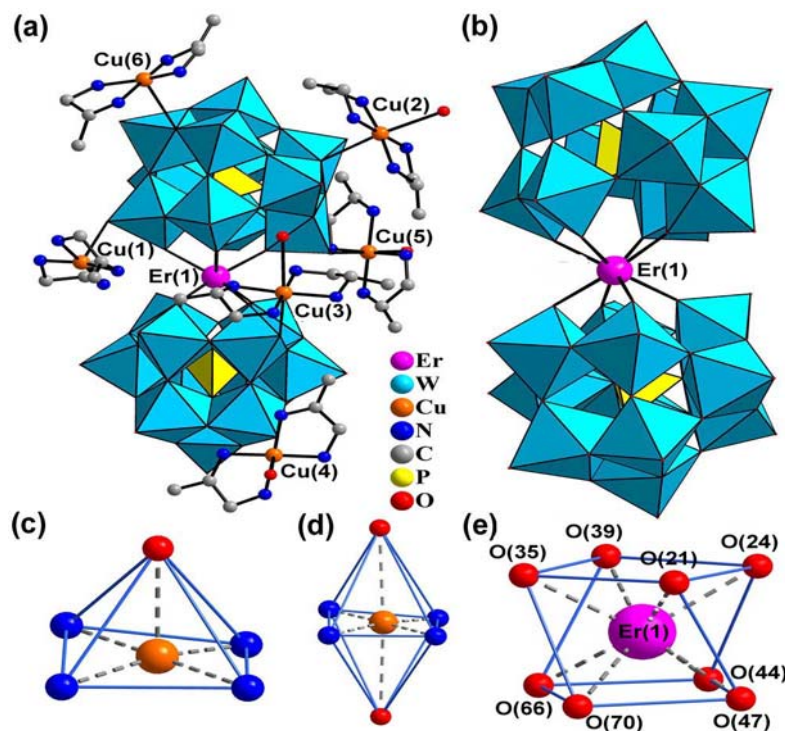 (a)
Cu(6)
Cu(2)
Cu(1)
Er(1)
Cu(5)
Cu(3)
Cu(4)
Er
W
Cu
N
C
P
O
(b)
Er(1)
(c)
(d)
(e)
O(39)
O(24)
O(35)
O(21)
Er(1)
O(44)
O(66)
O(70)
O(47)